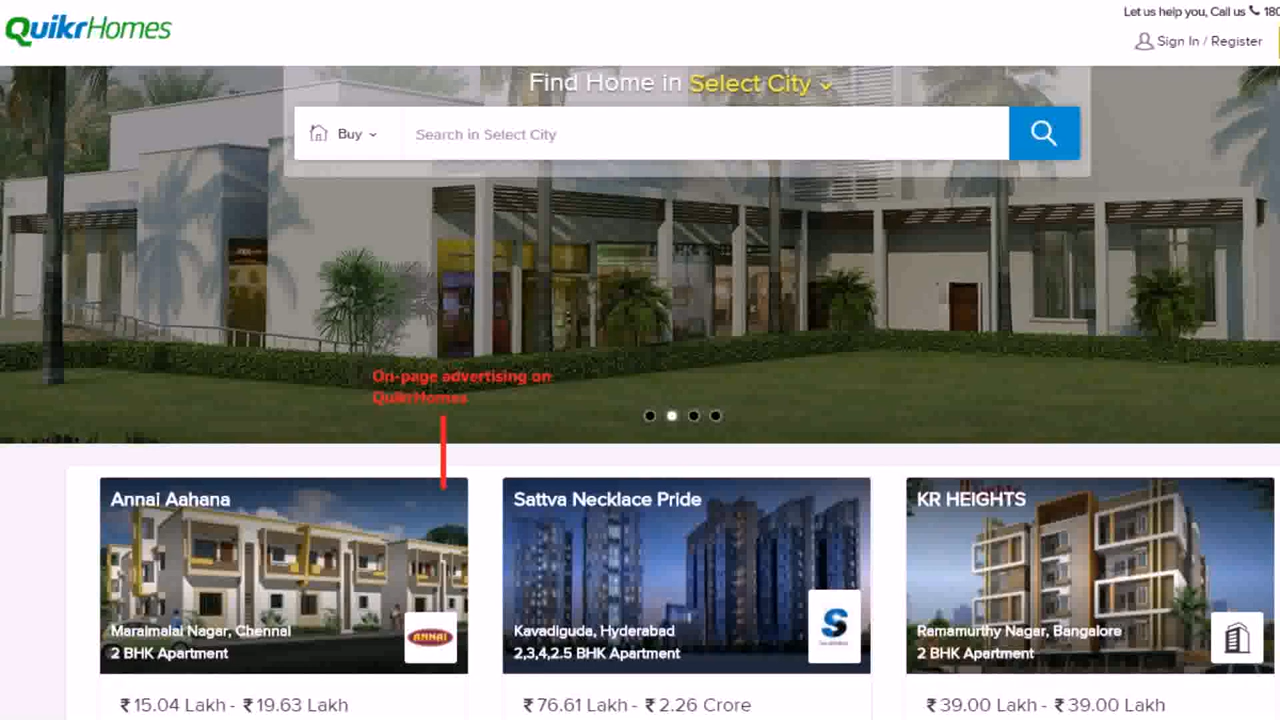 QuikrHomes
Let us help you, Call us 180
Sign In / Register
Find Home in Select City
Buy
Search in Select City
On-page advertising on
QuikrHomes
Annai Aahana
Maraimalai Nagar, Chennai
2 BHK Apartment
ANNAI
₹ 15.04 Lakh - ₹ 19.63 Lakh
Sattva Necklace Pride
Kavadiguda, Hyderabad
2,3,4,2.5 BHK Apartment
₹ 76.61 Lakh - ₹ 2.26 Crore
KR HEIGHTS
Ramamurthy Nagar, Bangalore
2 BHK Apartment
₹ 39.00 Lakh - ₹ 39.00 Lakh